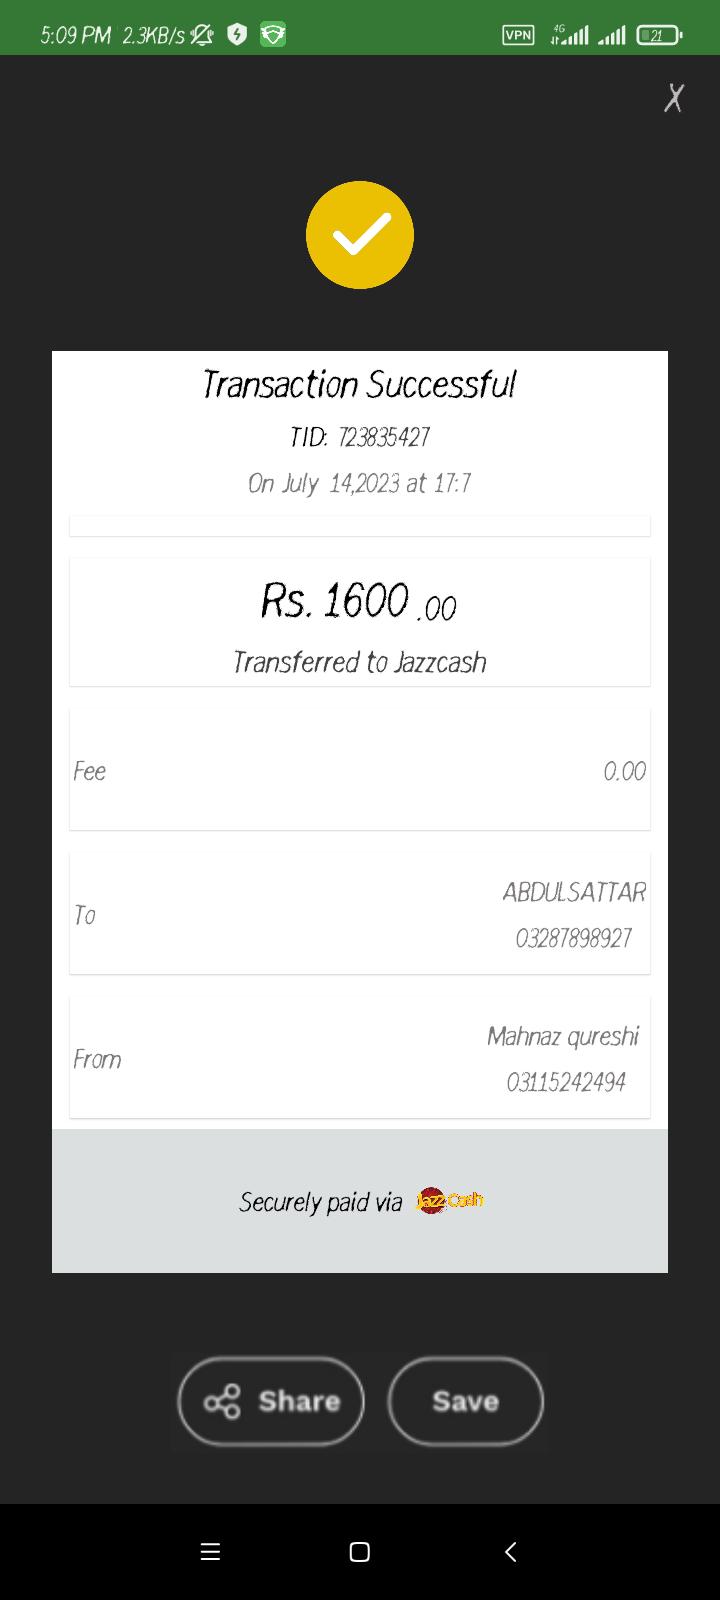 5:09 PM 2.3KB/s VPN 4G 21
X
Transaction Successful
TID: 723835427
On July 14,2023 at 17:7
Rs. 1600 .00
Transferred to Jazzcash
Fee 0.00
ABDULSATTAR
To
03287898927
Mahnaz qureshi
From
03115242494
Securely paid via JazzCash
Share Save